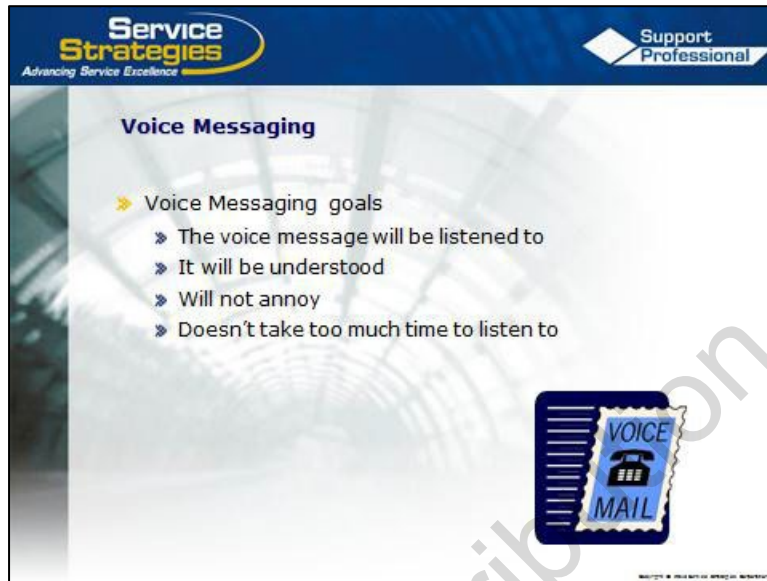 Service
Strategies
Advancing Service Excellence
Support
Professional
Voice Messaging
Voice Messaging goals
The voice message will be listened to
It will be understood
Will not annoy
Doesn't take too much time to listen to
VOICE
MAIL